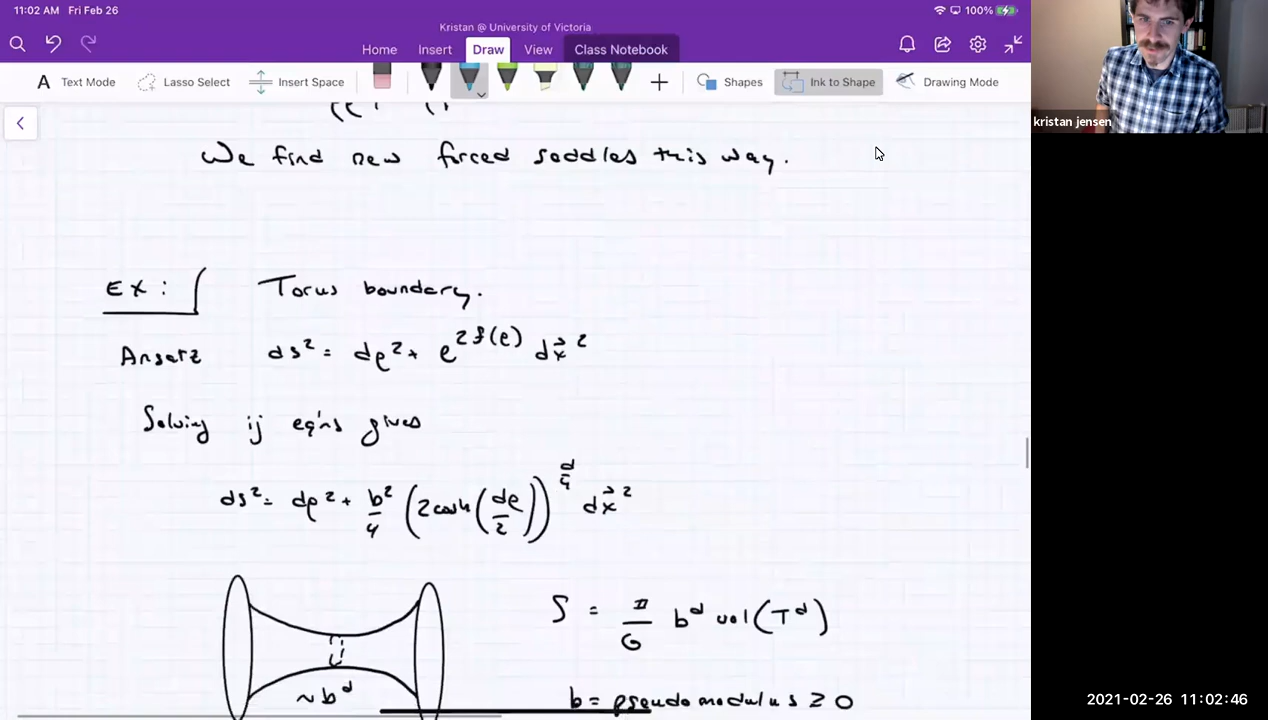 11:02 AM Fri Feb 26
100%
Kristan @ University of Victoria
Home Insert Draw View Class Notebook
A Text Mode Lasso Select Insert Space Shapes Ink to Shape Drawing Mode
kristan jensen
We find new forced saddles this way.
Ex: Torus boundary.
Ansatz ds² = dρ² + e^{2f(ρ)} dx⃗²
Solving ij eq'ns gives
ds² = dρ² + b²/4 (2cosh(dρ/2))^{d/4} dx⃗²
S = π/G b^d vol(T^d)
~ b^d
b = pseudomodulus ≥ 0
2021-02-26 11:02:46